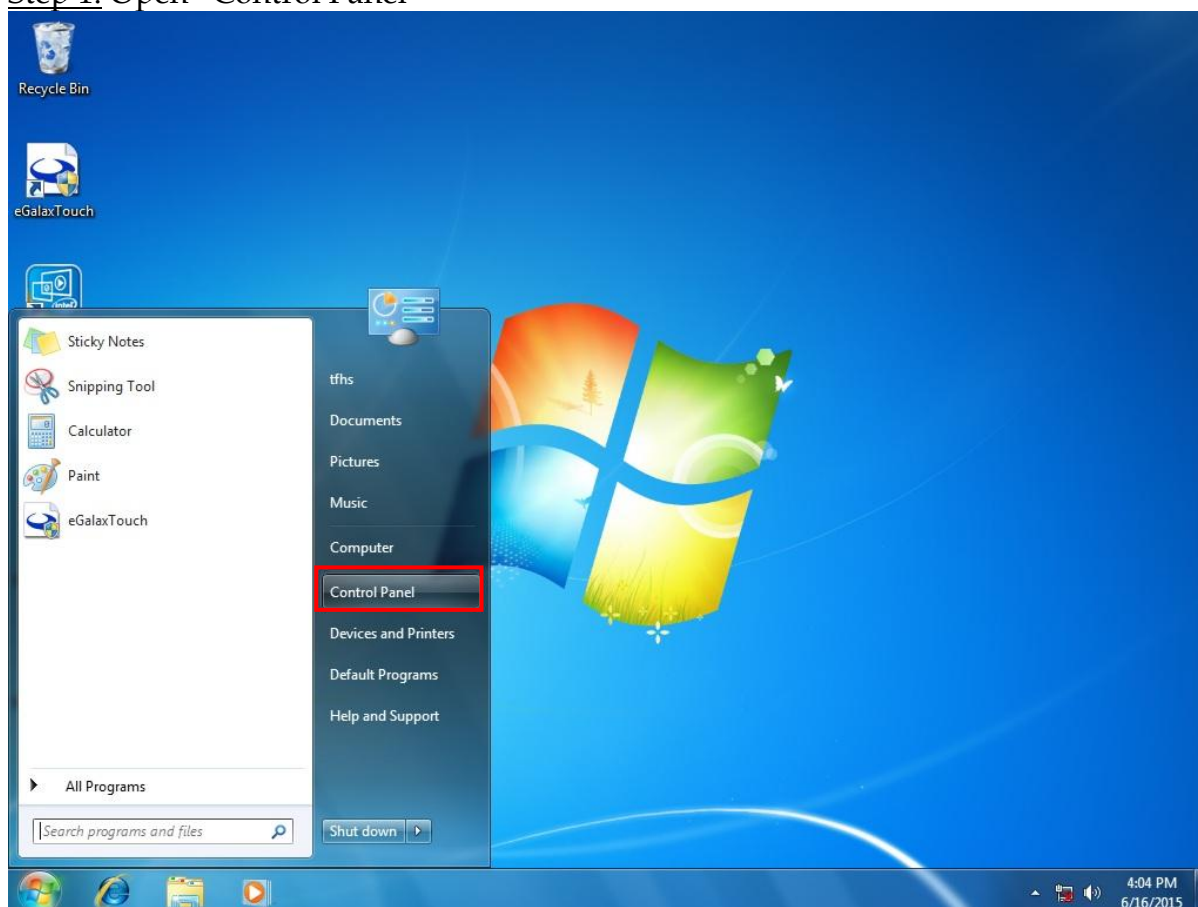 Step 1: Open "Control Panel"
Recycle Bin
eGalaxTouch
intel
Sticky Notes
Snipping Tool
Calculator
Paint
eGalaxTouch
All Programs
Search programs and files
tfhs
Documents
Pictures
Music
Computer
Control Panel
Devices and Printers
Default Programs
Help and Support
Shut down
4:04 PM
6/16/2015